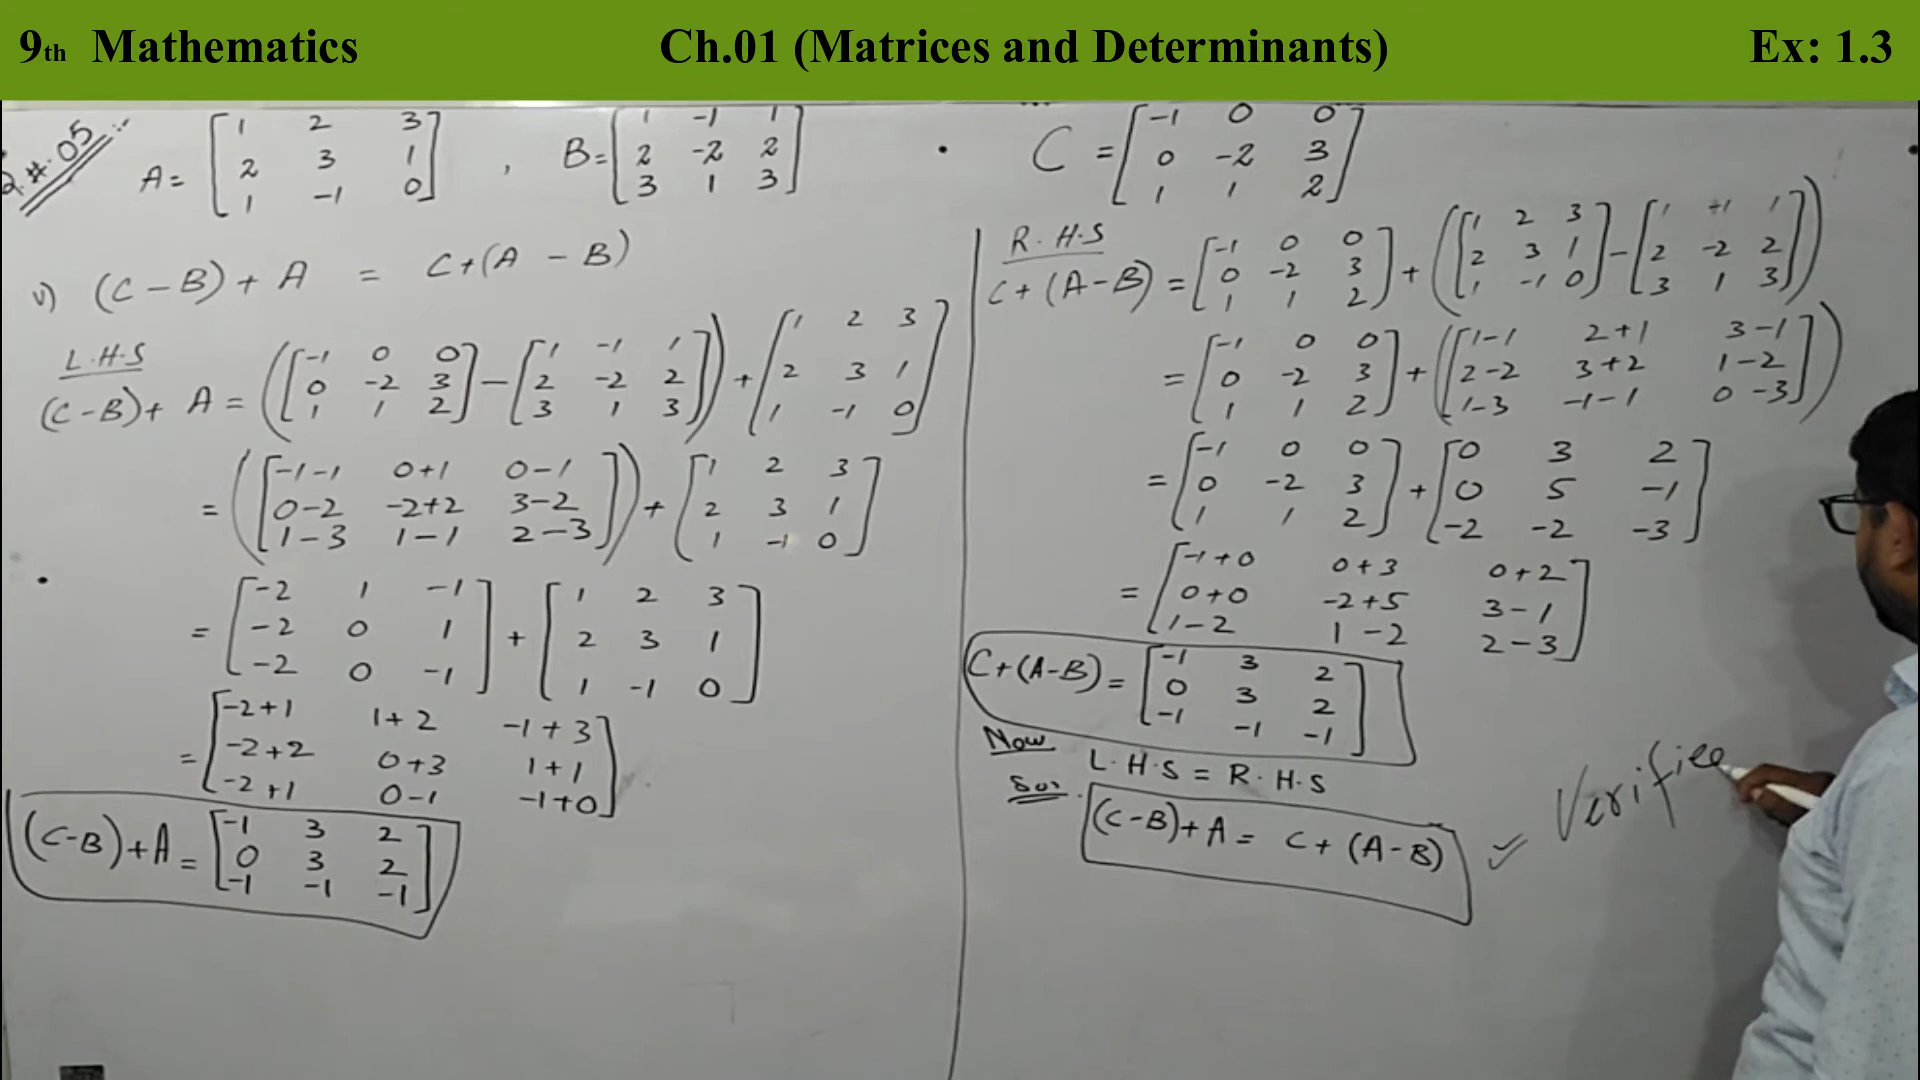 9th Mathematics Ch.01 (Matrices and Determinants) Ex: 1.3
Q.#.05
A = [1 2 3
2 3 1
1 -1 0] , B = [1 -1 1
2 -2 2
3 1 3] C = [-1 0 0
0 -2 3
1 1 2]
v) (C-B)+A = C+(A-B)
L.H.S
(C-B)+A = ([-1 0 0
0 -2 3
1 1 2] - [1 -1 1
2 -2 2
3 1 3]) + [1 2 3
2 3 1
1 -1 0]
= ([-1-1 0+1 0-1
0-2 -2+2 3-2
1-3 1-1 2-3]) + [1 2 3
2 3 1
1 -1 0]
= [-2 1 -1
-2 0 1
-2 0 -1] + [1 2 3
2 3 1
1 -1 0]
= [-2+1 1+2 -1+3
-2+2 0+3 1+1
-2+1 0-1 -1+0]
(C-B)+A = [-1 3 2
0 3 2
-1 -1 -1]
R.H.S
C+(A-B) = [-1 0 0
0 -2 3
1 1 2] + ([1 2 3
2 3 1
1 -1 0] - [1 +1 1
2 -2 2
3 1 3])
= [-1 0 0
0 -2 3
1 1 2] + ([1-1 2+1 3-1
2-2 3+2 1-2
1-3 -1-1 0-3])
= [-1 0 0
0 -2 3
1 1 2] + [0 3 2
0 5 -1
-2 -2 -3]
= [-1+0 0+3 0+2
0+0 -2+5 3-1
1-2 1-2 2-3]
C+(A-B) = [-1 3 2
0 3 2
-1 -1 -1]
Now
L.H.S = R.H.S
So,
(C-B)+A = C+(A-B) ✓ Verifie